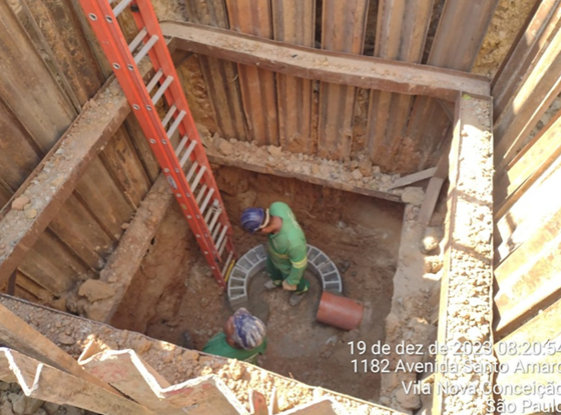 19 de dez de 2023 08:20:54
1182 Avenida Santo Amaro
Vila Nova Conceição
São Paulo